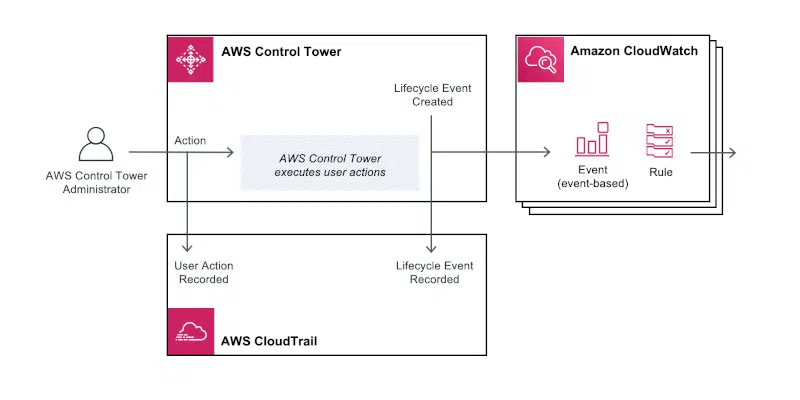 AWS Control Tower
Amazon CloudWatch
Lifecycle Event
Created
Action
AWS Control Tower
executes user actions
AWS Control Tower
Administrator
Event
(event-based)
Rule
User Action
Recorded
Lifecycle Event
Recorded
AWS CloudTrail